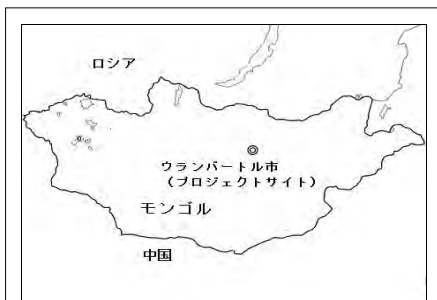 ロシア
ウランバートル市
（プロジェクトサイト）
モンゴル
中国